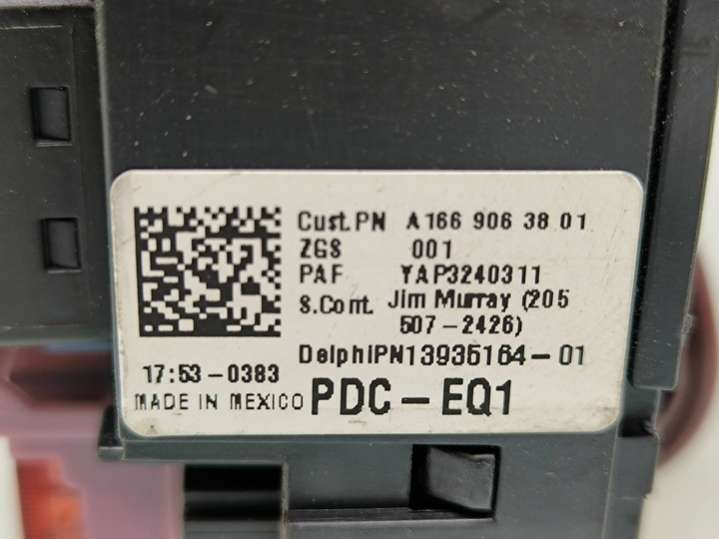 Cust.PN A 166 906 38 01
ZGS 001
PAF YAP3240311
S.Cont. Jim Murray (205
507-2426)
DelphiPN13935164-01
17:53-0383
MADE IN MEXICO PDC-EQ1